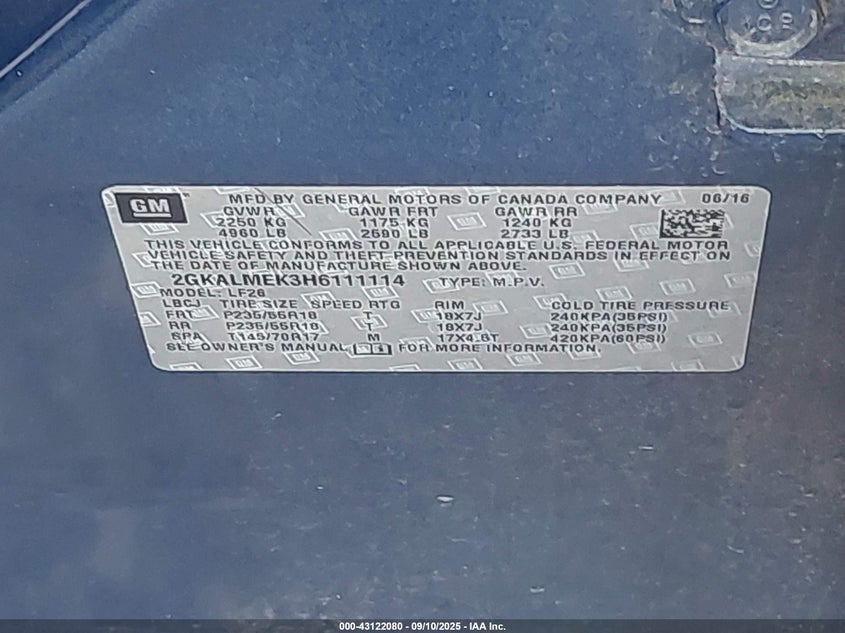 GM
MFD BY GENERAL MOTORS OF CANADA COMPANY 06/16
GVWR GAWR FRT GAWR RR
2250 KG 1175 KG 1240 KG
4960 LB 2590 LB 2733 LB
THIS VEHICLE CONFORMS TO ALL APPLICABLE U.S. FEDERAL MOTOR
VEHICLE SAFETY AND THEFT PREVENTION STANDARDS IN EFFECT ON
THE DATE OF MANUFACTURE SHOWN ABOVE.
2GKALMEK3H6111114 TYPE: M.P.V.
MODEL: LF26
LBCJ TIRE SIZE SPEED RTG RIM COLD TIRE PRESSURE
FRT P235/55R18 T 18X7J 240KPA(35PSI)
RR P235/55R18 T 18X7J 240KPA(35PSI)
SPA T145/70R17 M 17X4.5T 420KPA(60PSI)
SEE OWNER'S MANUAL FOR MORE INFORMATION.
000-43122080 - 09/10/2025 - IAA Inc.